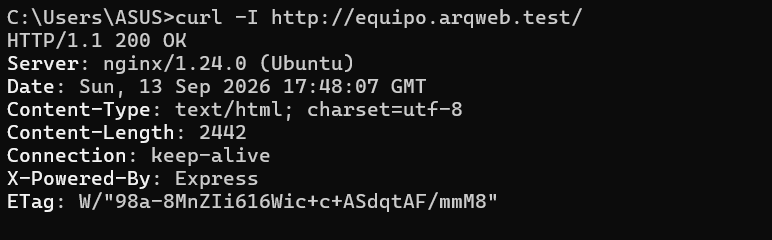 C:\Users\ASUS>curl -I http://equipo.arqweb.test/
HTTP/1.1 200 OK
Server: nginx/1.24.0 (Ubuntu)
Date: Sun, 13 Sep 2026 17:48:07 GMT
Content-Type: text/html; charset=utf-8
Content-Length: 2442
Connection: keep-alive
X-Powered-By: Express
ETag: W/"98a-8MnZIi616Wic+c+ASdqtAF/mmM8"